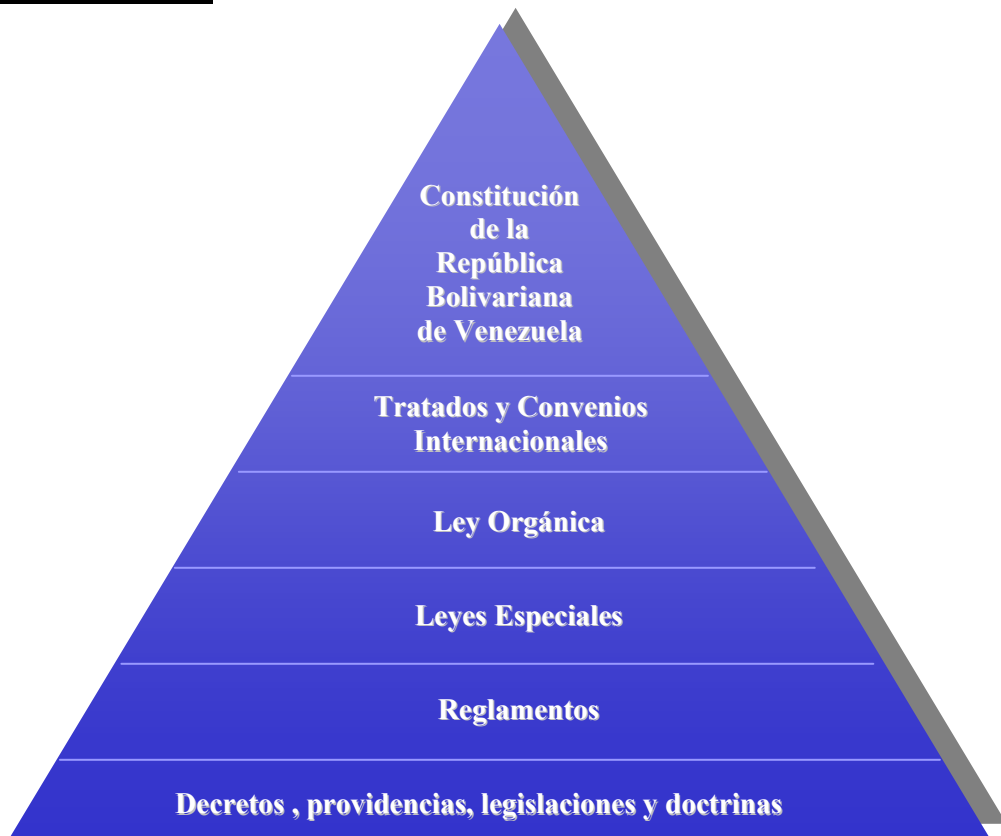 Constitución
de la
República
Bolivariana
de Venezuela
Tratados y Convenios
Internacionales
Ley Orgánica
Leyes Especiales
Reglamentos
Decretos , providencias, legislaciones y doctrinas